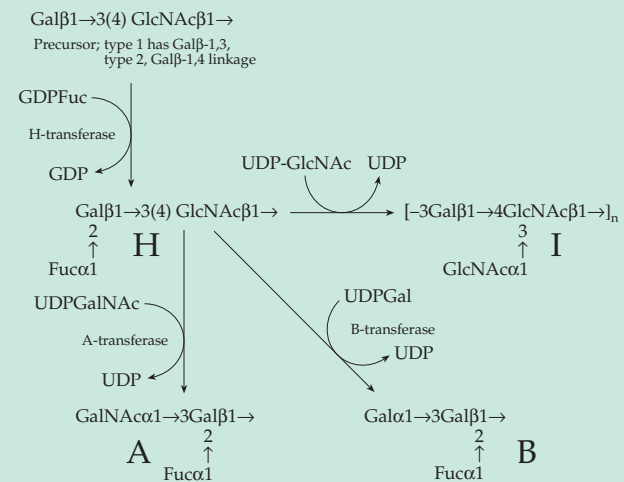 Galβ1→3(4) GlcNAcβ1→
Precursor; type 1 has Galβ-1,3,
type 2, Galβ-1,4 linkage
GDPFuc
H-transferase
GDP
UDP-GlcNAc UDP
Galβ1→3(4) GlcNAcβ1→
2
↑
Fucα1
H
[–3Galβ1→4GlcNAcβ1→]n
3
↑
GlcNAcα1
I
UDPGalNAc
A-transferase
UDP
UDPGal
B-transferase
UDP
GalNAcα1→3Galβ1→
2
↑
Fucα1
A
Galα1→3Galβ1→
2
↑
Fucα1
B